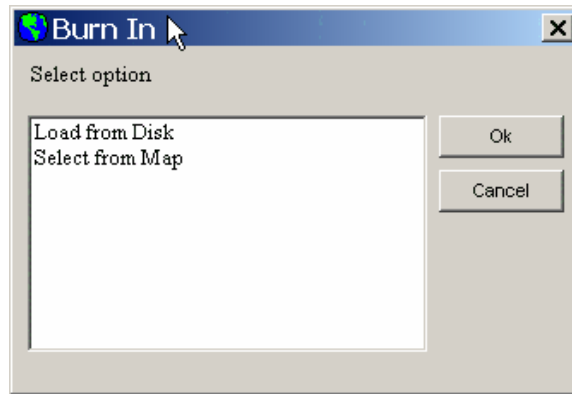 Burn In
Select option
Load from Disk
Select from Map
Ok
Cancel